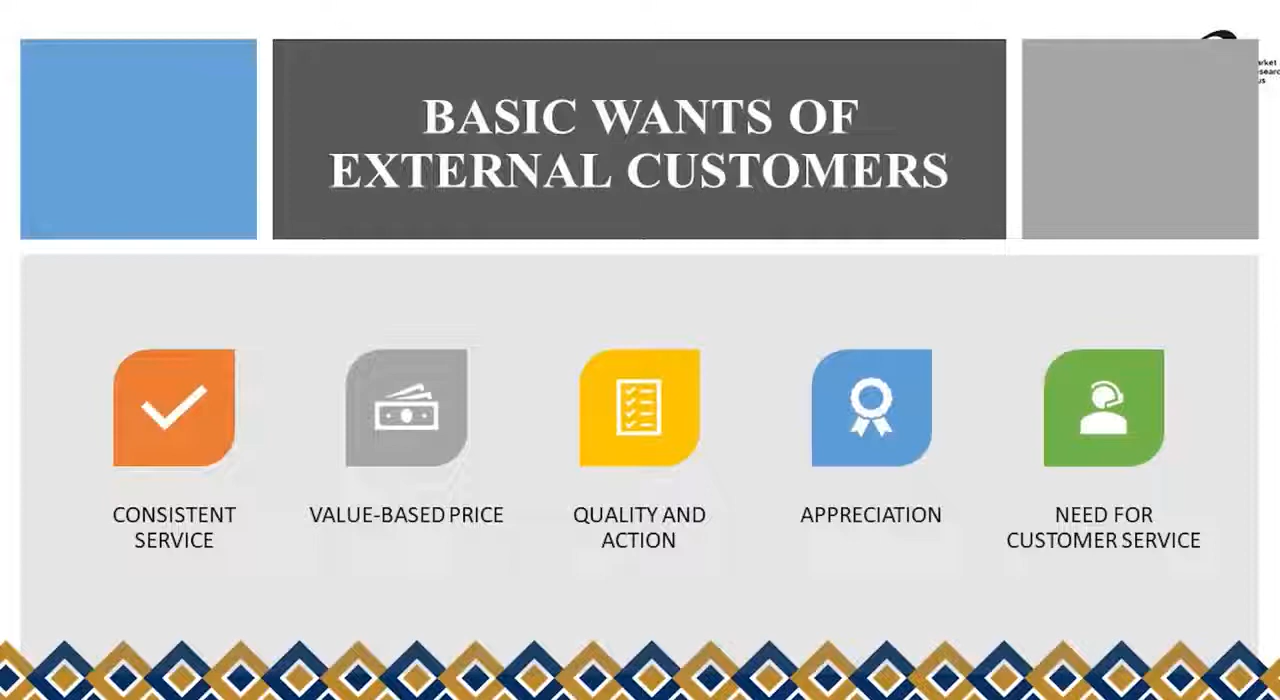 BASIC WANTS OF
EXTERNAL CUSTOMERS
CONSISTENT
SERVICE
VALUE-BASED PRICE
QUALITY AND
ACTION
APPRECIATION
NEED FOR
CUSTOMER SERVICE